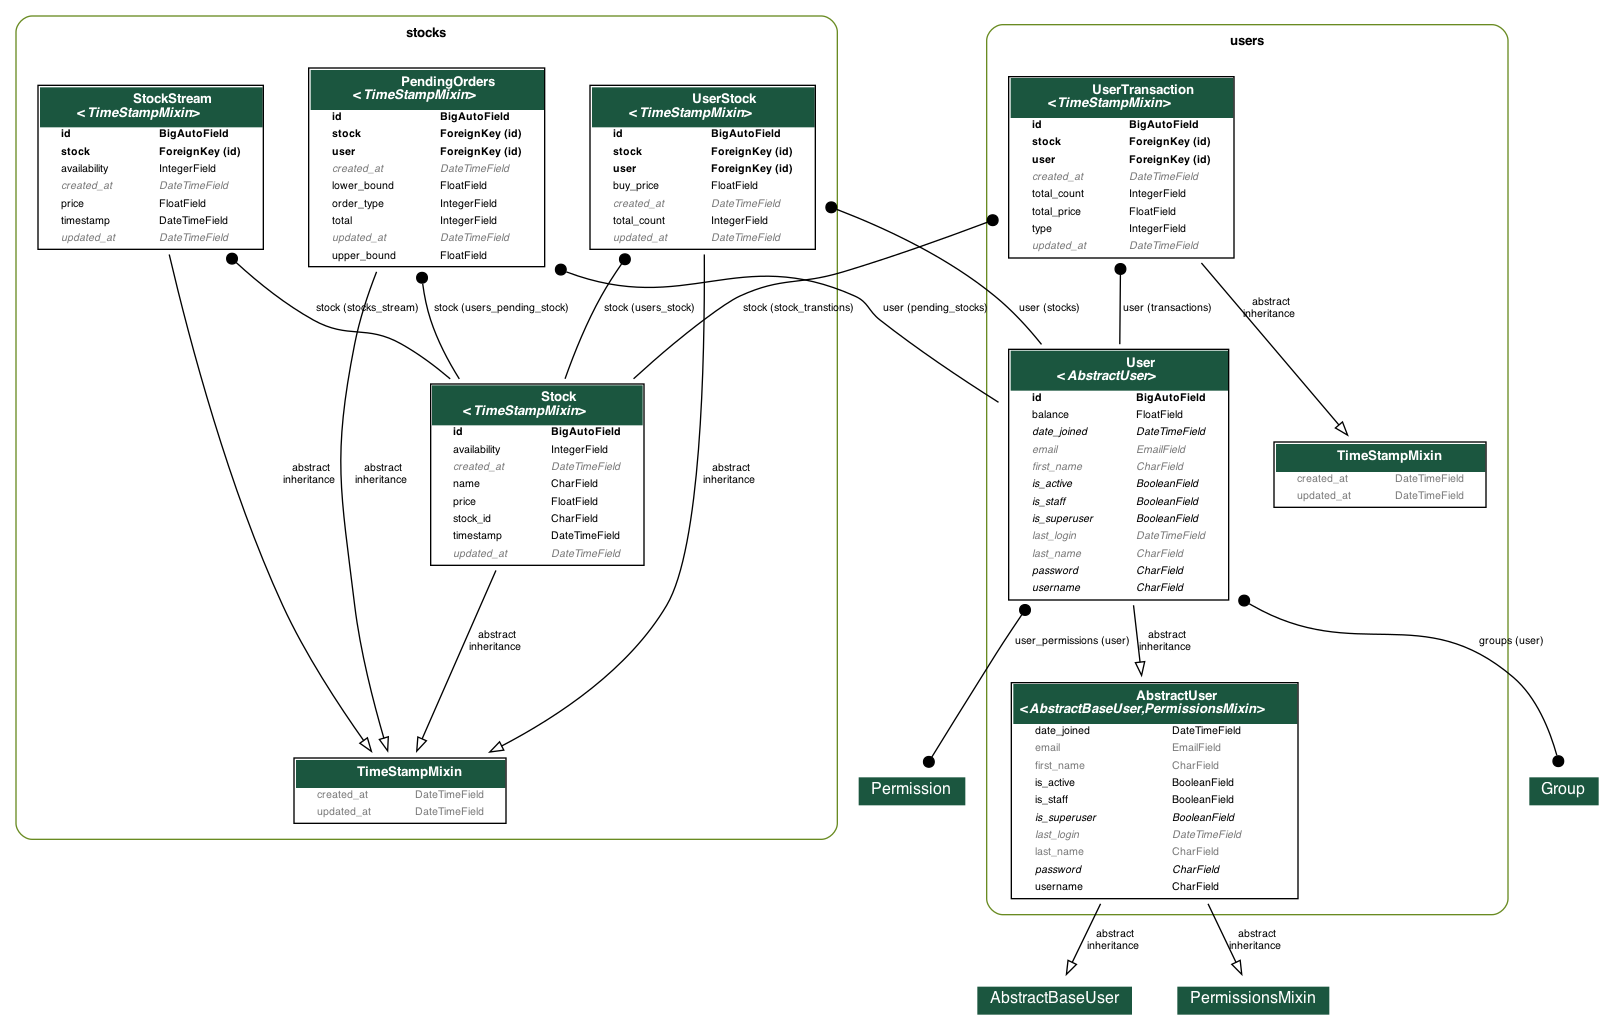 stocks
StockStream
<TimeStampMixin>
id BigAutoField
stock ForeignKey (id)
availability IntegerField
created_at DateTimeField
price FloatField
timestamp DateTimeField
updated_at DateTimeField
PendingOrders
<TimeStampMixin>
id BigAutoField
stock ForeignKey (id)
user ForeignKey (id)
created_at DateTimeField
lower_bound FloatField
order_type IntegerField
total IntegerField
updated_at DateTimeField
upper_bound FloatField
UserStock
<TimeStampMixin>
id BigAutoField
stock ForeignKey (id)
user ForeignKey (id)
buy_price FloatField
created_at DateTimeField
total_count IntegerField
updated_at DateTimeField
users
UserTransaction
<TimeStampMixin>
id BigAutoField
stock ForeignKey (id)
user ForeignKey (id)
created_at DateTimeField
total_count IntegerField
total_price FloatField
type IntegerField
updated_at DateTimeField
stock (stocks_stream)
stock (users_pending_stock)
stock (users_stock)
stock (stock_transtions)
user (pending_stocks)
user (stocks)
user (transactions)
abstract
inheritance
Stock
<TimeStampMixin>
id BigAutoField
availability IntegerField
created_at DateTimeField
name CharField
price FloatField
stock_id CharField
timestamp DateTimeField
updated_at DateTimeField
User
<AbstractUser>
id BigAutoField
balance FloatField
date_joined DateTimeField
email EmailField
first_name CharField
is_active BooleanField
is_staff BooleanField
is_superuser BooleanField
last_login DateTimeField
last_name CharField
password CharField
username CharField
TimeStampMixin
created_at DateTimeField
updated_at DateTimeField
abstract
inheritance
abstract
inheritance
abstract
inheritance
abstract
inheritance
user_permissions (user)
abstract
inheritance
groups (user)
TimeStampMixin
created_at DateTimeField
updated_at DateTimeField
Permission
AbstractUser
<AbstractBaseUser,PermissionsMixin>
date_joined DateTimeField
email EmailField
first_name CharField
is_active BooleanField
is_staff BooleanField
is_superuser BooleanField
last_login DateTimeField
last_name CharField
password CharField
username CharField
Group
abstract
inheritance
abstract
inheritance
AbstractBaseUser
PermissionsMixin